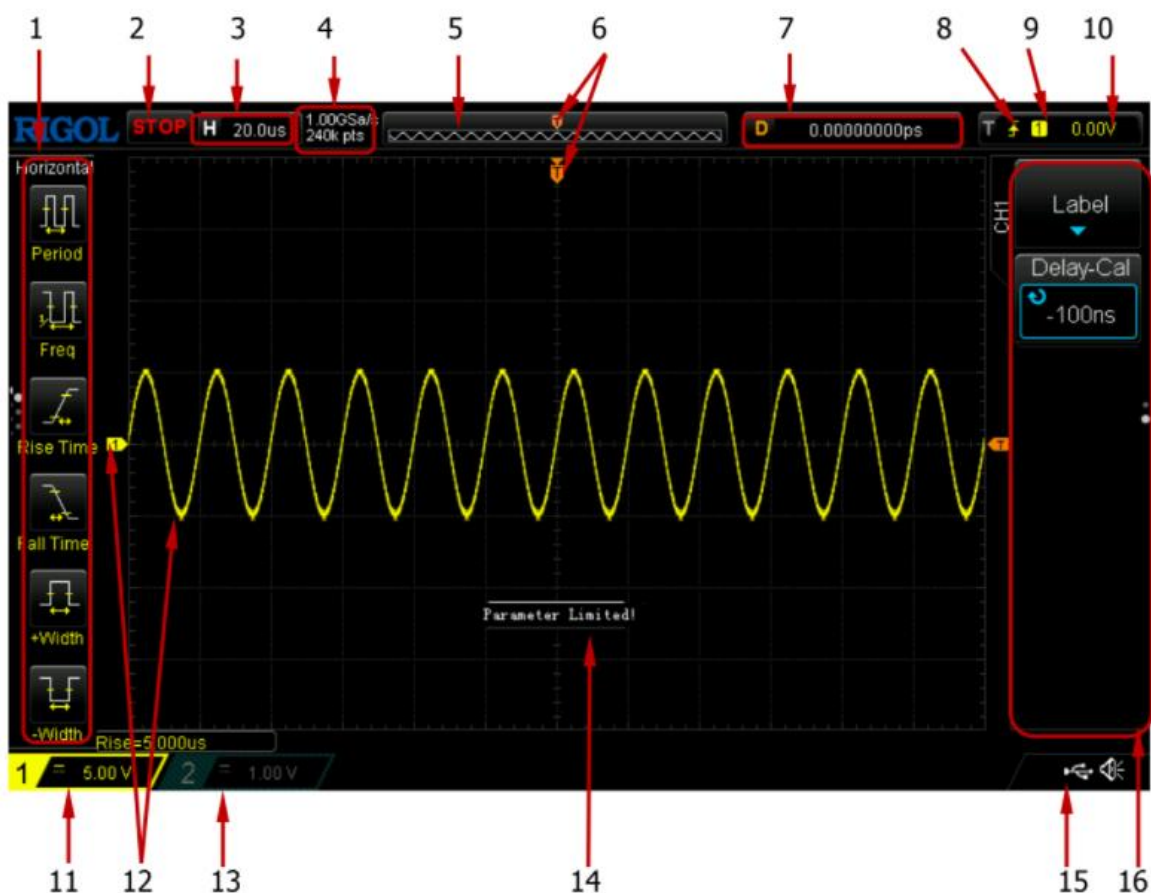 1 2 3 4 5 6 7 8 9 10
RIGOL STOP H 20.0us 1.00GSa/s
240k pts
T
D 0.00000000ps T 1 0.00V
Horizontal
T
CH1
Label
Delay-Cal
-100ns
Period
Freq
Rise Time
1
T
Fall Time
+Width
Parameter Limited!
-Width
Rise=5.000us
1 5.00 V 2 1.00 V
11 12 13 14 15 16